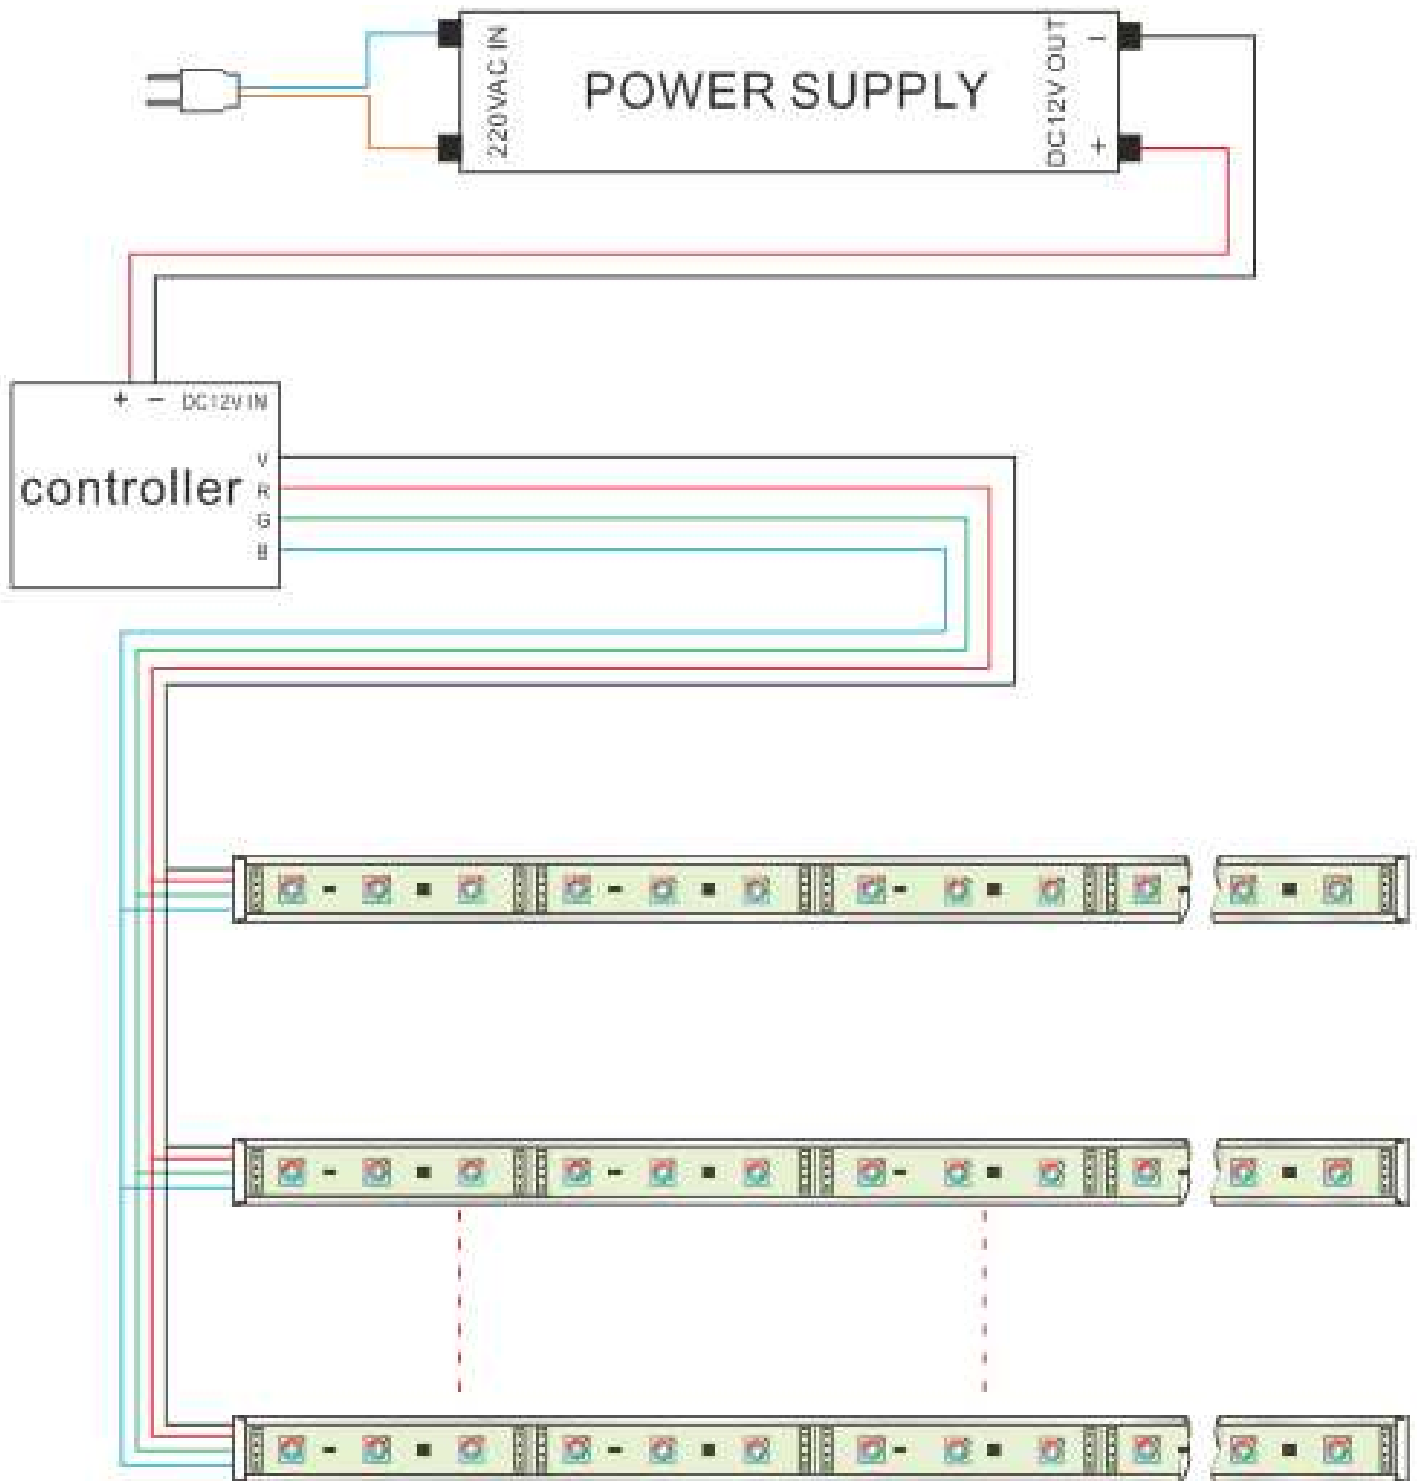 220VAC IN
POWER SUPPLY
DC12V OUT
−
+
+ − DC12V IN
controller
V
R
G
B